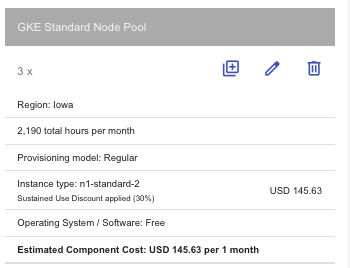 GKE Standard Node Pool
3 x
Region: Iowa
2,190 total hours per month
Provisioning model: Regular
Instance type: n1-standard-2
USD 145.63
Sustained Use Discount applied (30%)
Operating System / Software: Free
Estimated Component Cost: USD 145.63 per 1 month